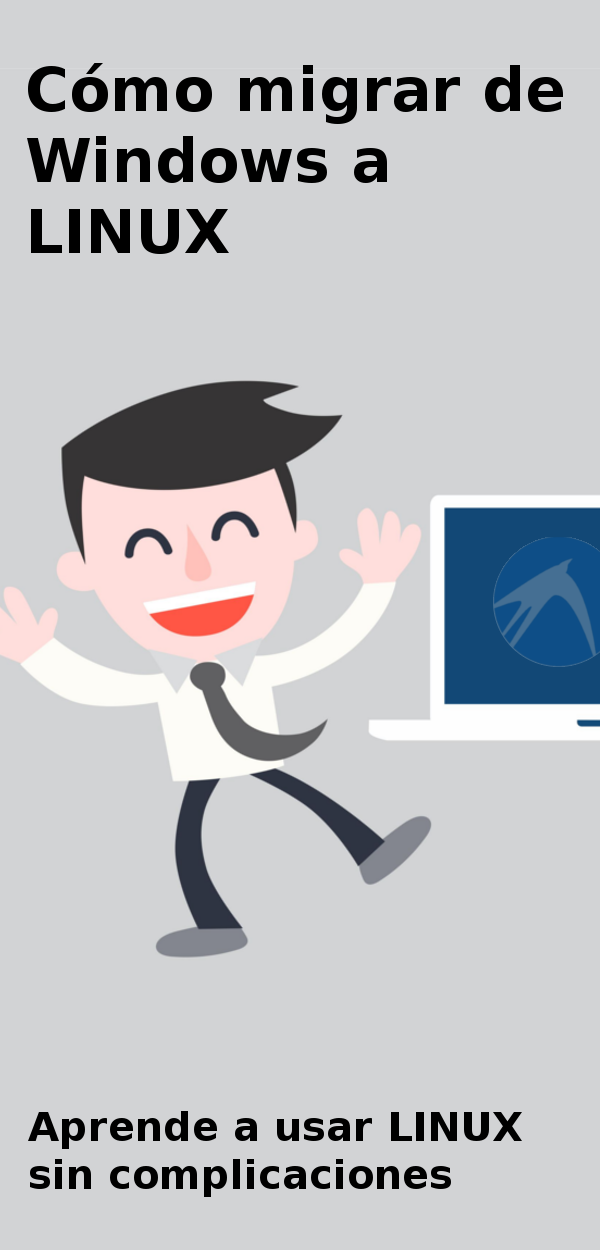 Cómo migrar de
Windows a
LINUX
Aprende a usar LINUX
sin complicaciones